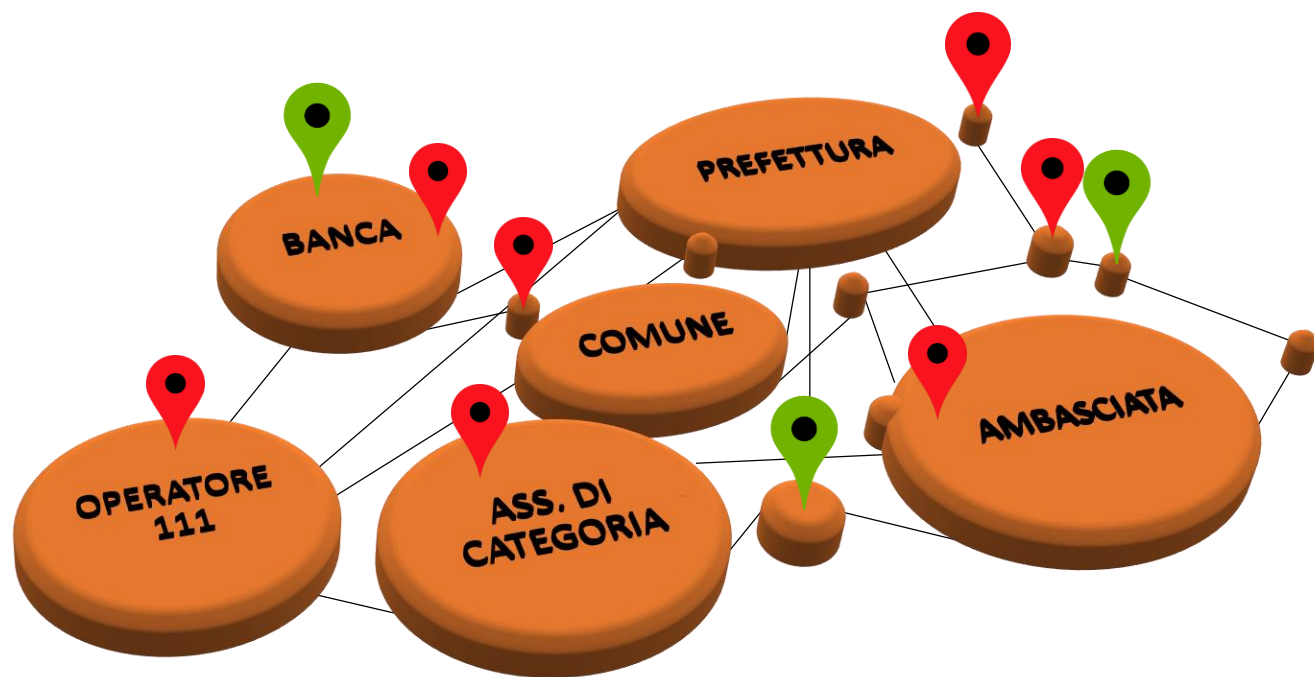 PREFETTURA
BANCA
COMUNE
AMBASCIATA
OPERATORE
111
ASS. DI
CATEGORIA